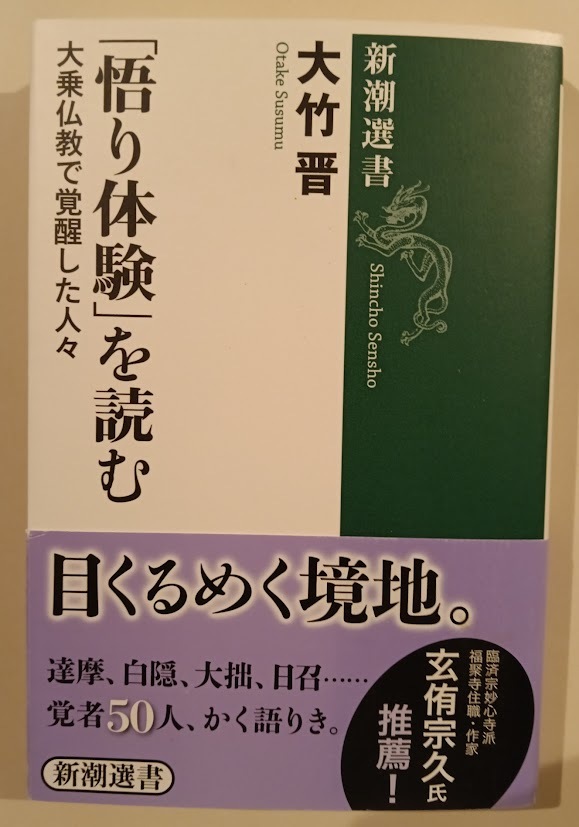 新潮選書
Shincho Sensho
大竹 晋
Otake Susumu
「悟り体験」を読む
大乗仏教で覚醒した人々
目くるめく境地。
達摩、白隠、大拙、日召……
覚者50人、かく語りき。
新潮選書
臨済宗妙心寺派
福聚寺住職・作家
玄侑宗久氏
推薦!